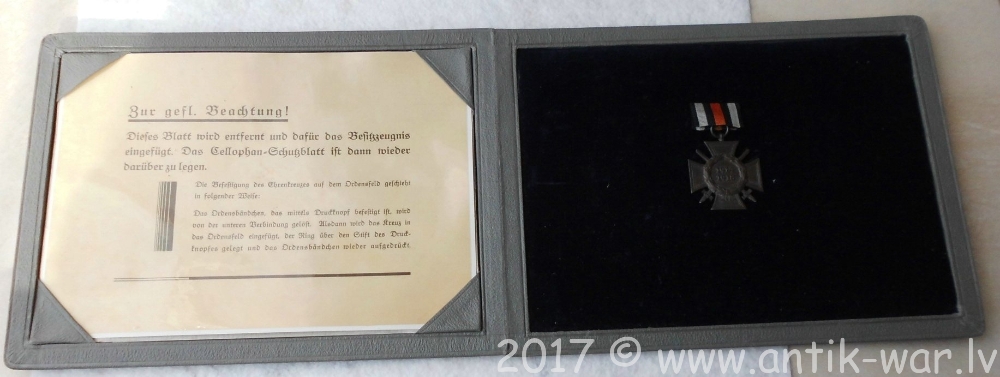 Zur gefl. Beachtung!
Dieses Blatt wird entfernt und dafür das Besitzzeugnis
eingefügt. Das Cellophan-Schutzblatt ist dann wieder
darüber zu legen.
Die Befestigung des Ehrenkreuzes auf dem Ordensfeld geschieht
in folgender Weise:
Das Ordensbändchen, das mittels Druckknopf befestigt ist, wird
von der unteren Verbindung gelöst. Alsdann wird das Kreuz in
das Ordensfeld eingefügt, der Ring über den Stift des Druck-
knopfes gelegt und das Ordensbändchen wieder aufgedrückt.
2017 © www.antik-war.lv